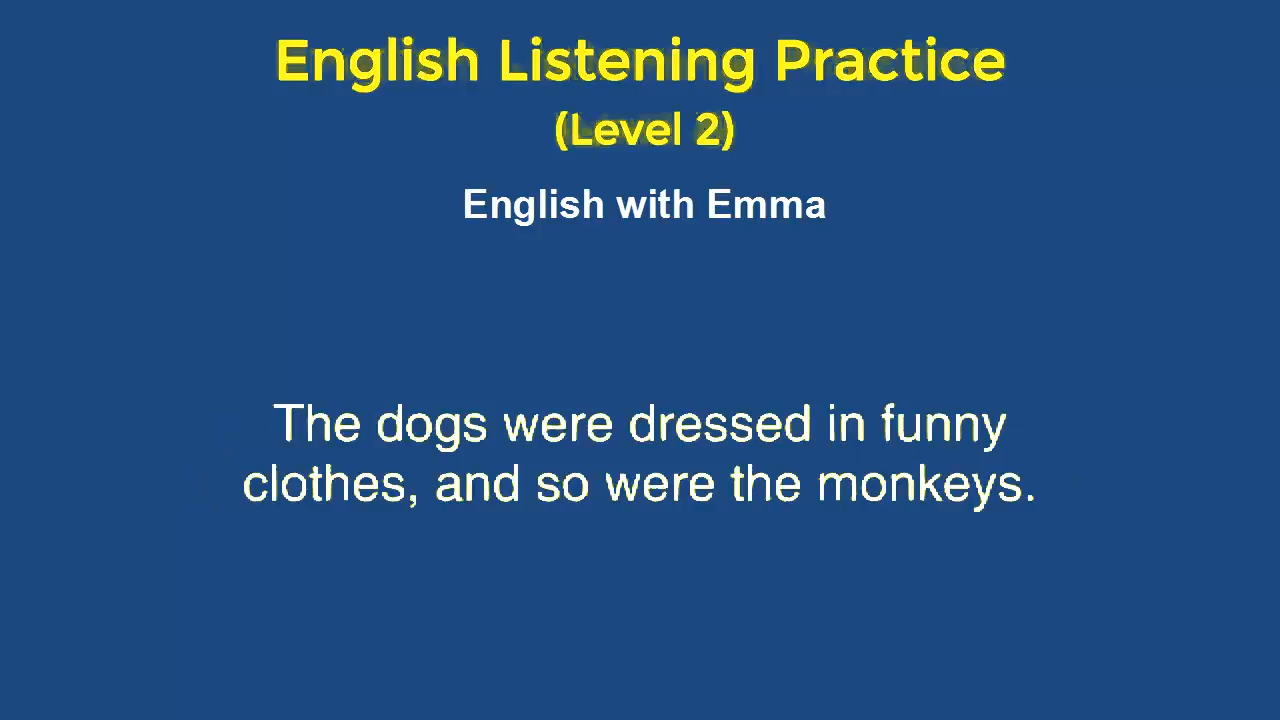 English Listening Practice
(Level 2)
English with Emma
The dogs were dressed in funny
clothes, and so were the monkeys.